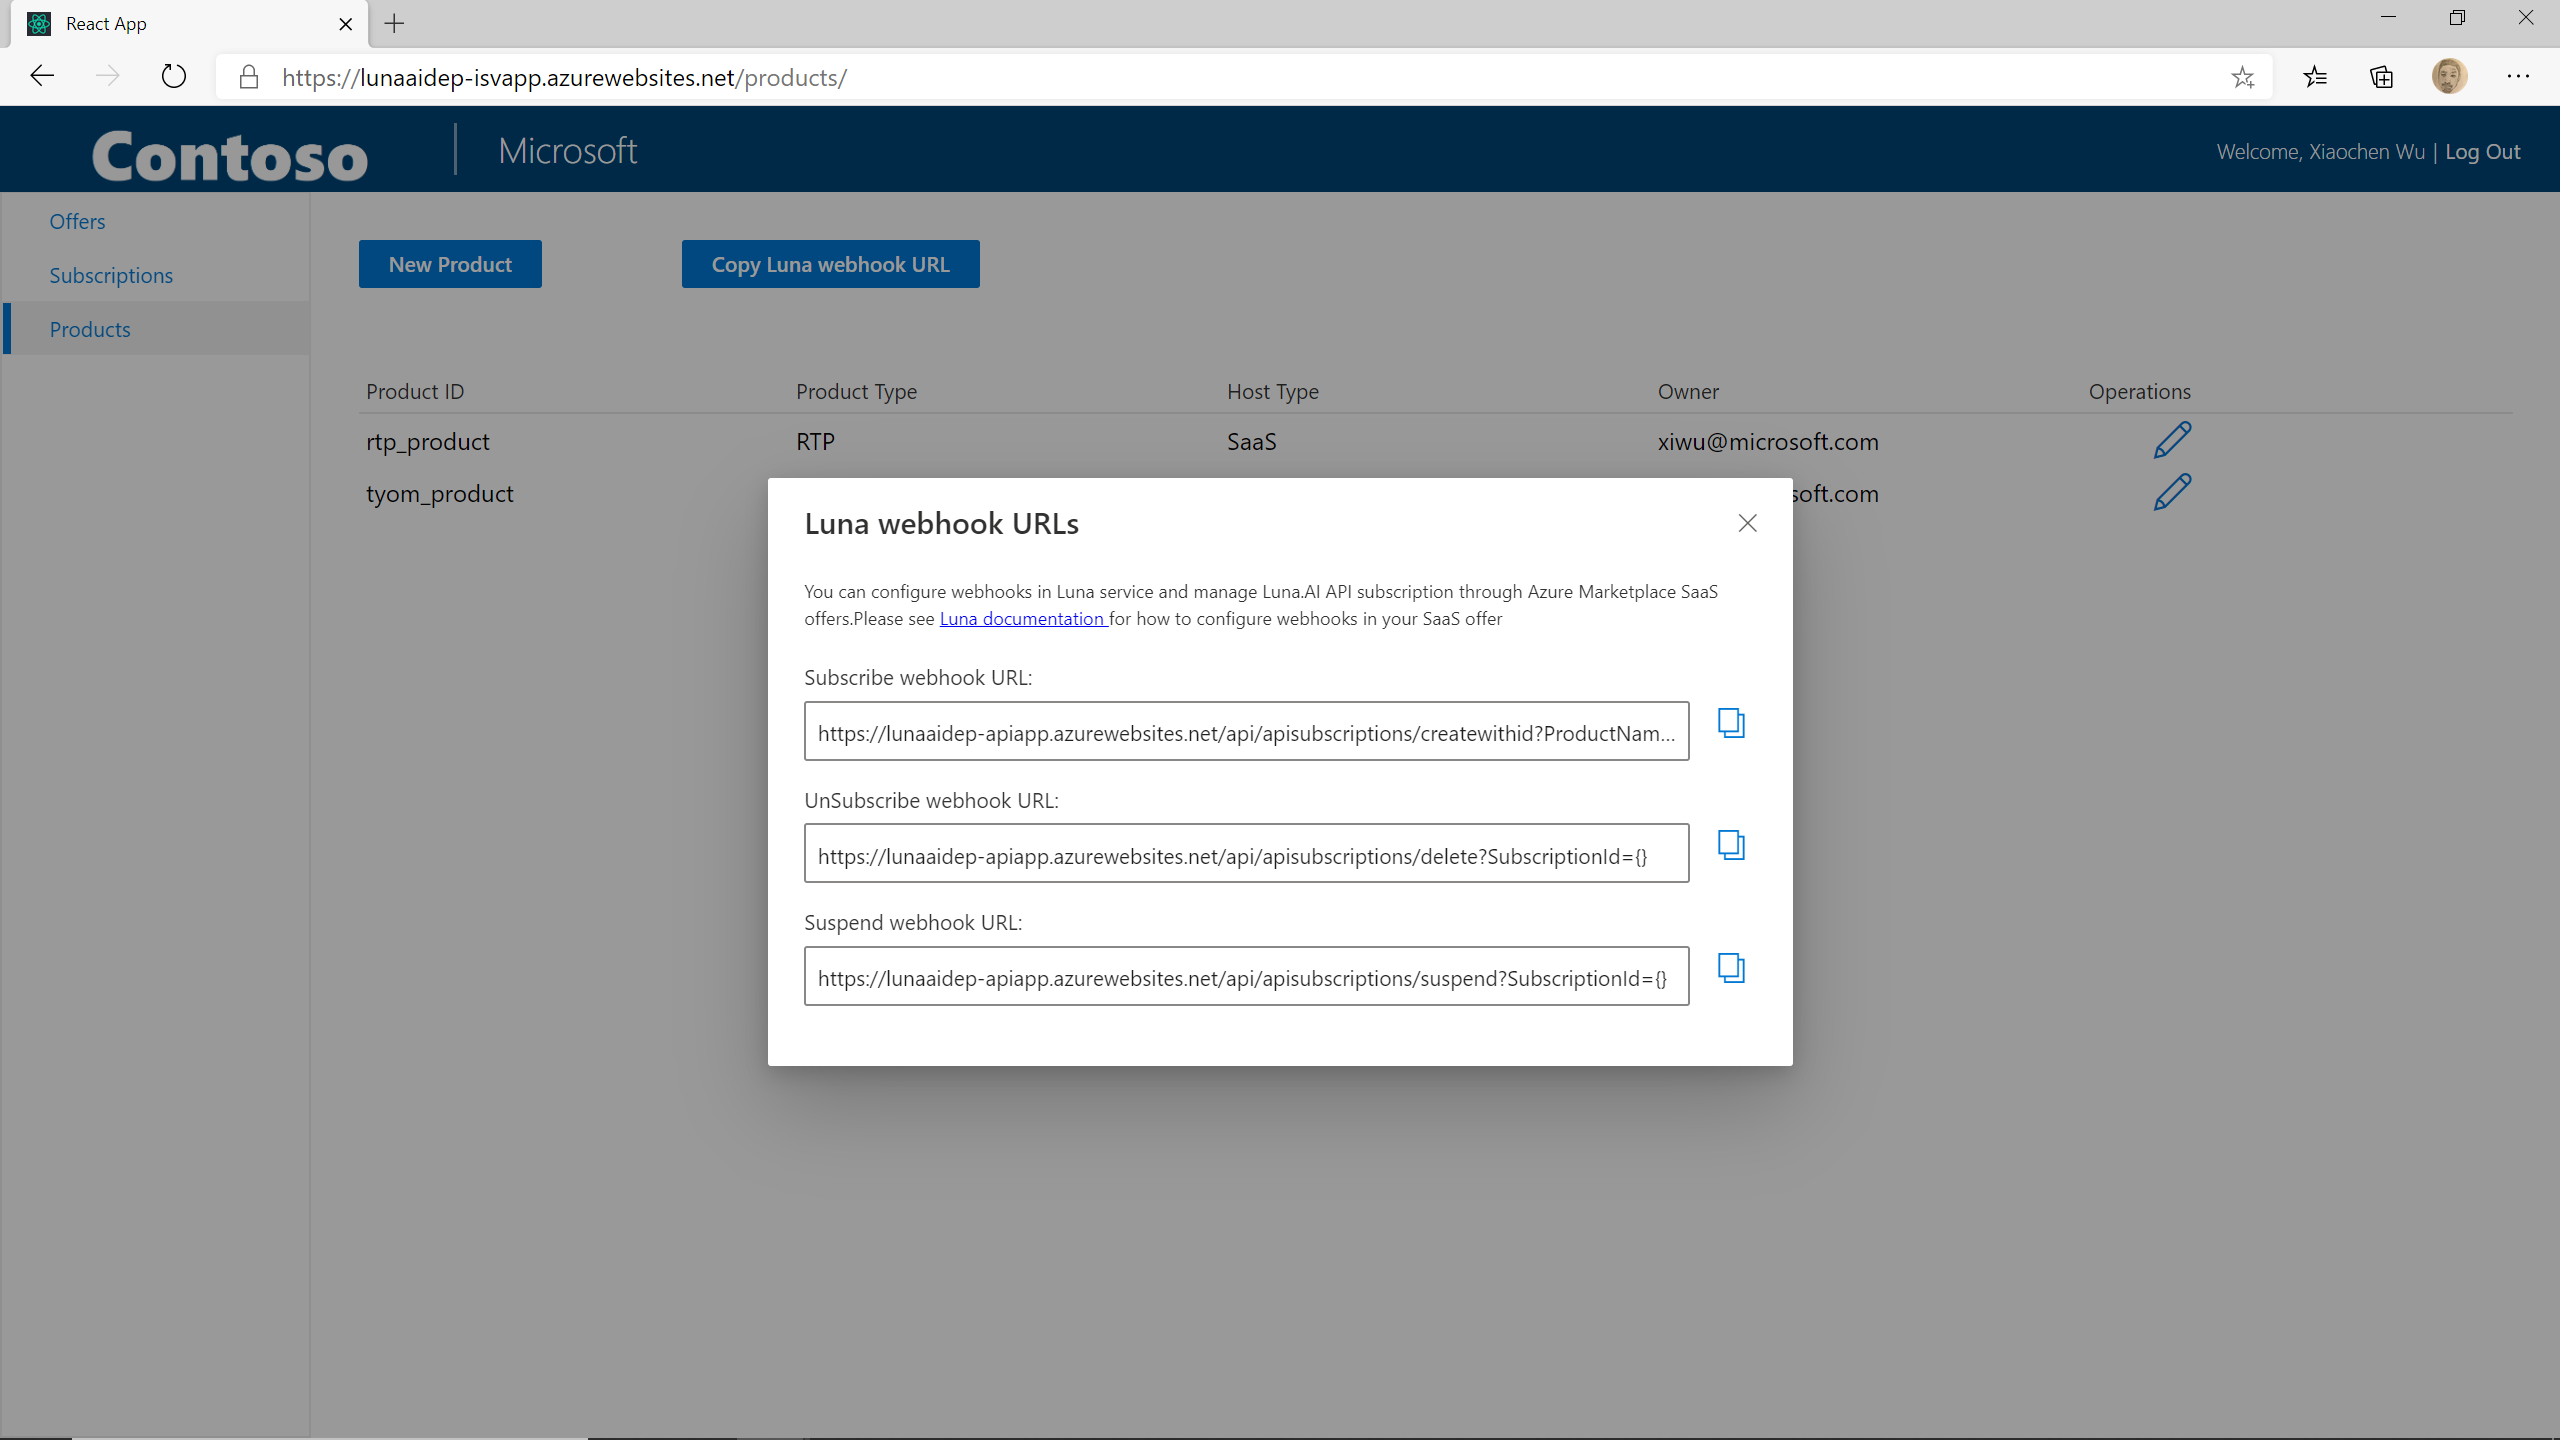 React App
https://lunaaidep-isvapp.azurewebsites.net/products/
Contoso
Microsoft
Welcome, Xiaochen Wu | Log Out
Offers
Subscriptions
Products
New Product
Copy Luna webhook URL
Product ID Product Type Host Type Owner Operations
rtp_product RTP SaaS xiwu@microsoft.com
tyom_product soft.com
Luna webhook URLs
You can configure webhooks in Luna service and manage Luna.AI API subscription through Azure Marketplace SaaS
offers.Please see Luna documentation for how to configure webhooks in your SaaS offer
Subscribe webhook URL:
https://lunaaidep-apiapp.azurewebsites.net/api/apisubscriptions/createwithid?ProductNam...
UnSubscribe webhook URL:
https://lunaaidep-apiapp.azurewebsites.net/api/apisubscriptions/delete?SubscriptionId={}
Suspend webhook URL:
https://lunaaidep-apiapp.azurewebsites.net/api/apisubscriptions/suspend?SubscriptionId={}